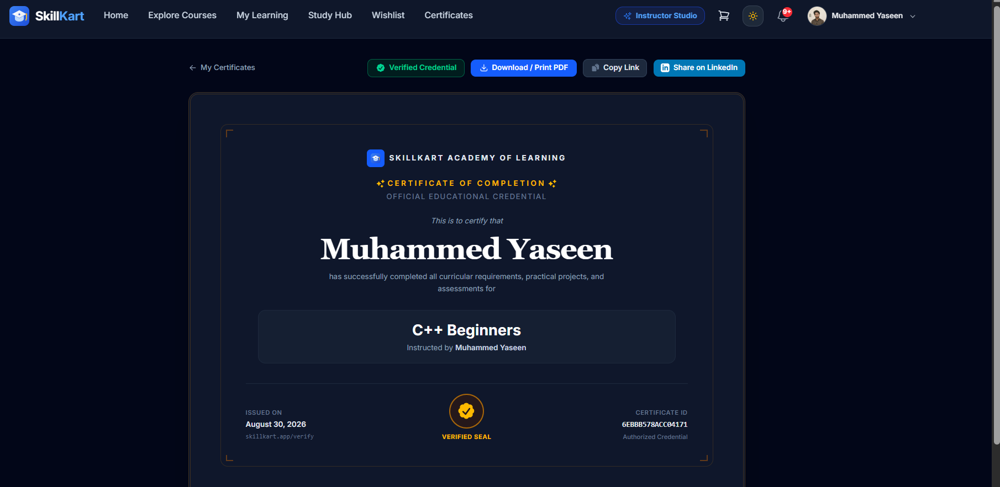 SkillKart
Home
Explore Courses
My Learning
Study Hub
Wishlist
Certificates
Instructor Studio
9+
Muhammed Yaseen
← My Certificates
Verified Credential
Download / Print PDF
Copy Link
in Share on LinkedIn
SKILLKART ACADEMY OF LEARNING
CERTIFICATE OF COMPLETION
OFFICIAL EDUCATIONAL CREDENTIAL
This is to certify that
Muhammed Yaseen
has successfully completed all curricular requirements, practical projects, and
assessments for
C++ Beginners
Instructed by Muhammed Yaseen
ISSUED ON
August 30, 2026
skillkart.app/verify
VERIFIED SEAL
CERTIFICATE ID
6EBBB578ACC04171
Authorized Credential